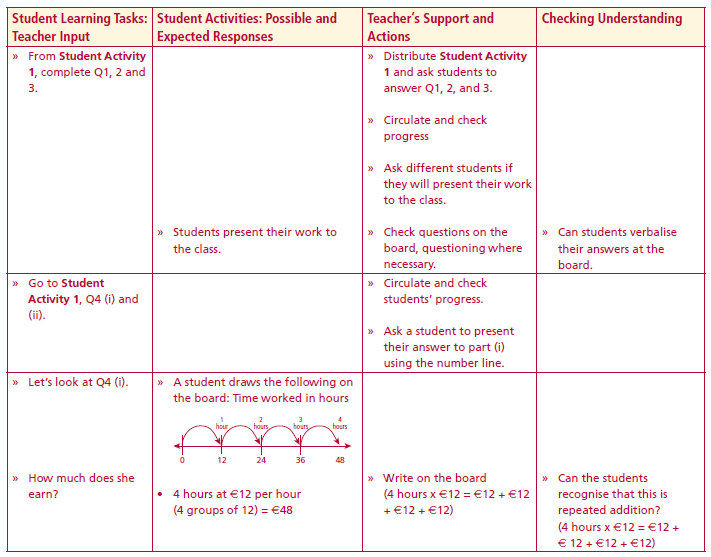 Student Learning Tasks:
Teacher Input
Student Activities: Possible and
Expected Responses
Teacher's Support and
Actions
Checking Understanding
» From Student Activity
1, complete Q1, 2 and
3.
» Students present their work to
the class.
» Distribute Student Activity
1 and ask students to
answer Q1, 2, and 3.
» Circulate and check
progress
» Ask different students if
they will present their work
to the class.
» Check questions on the
board, questioning where
necessary.
» Can students verbalise
their answers at the
board.
» Go to Student
Activity 1, Q4 (i) and
(ii).
» Circulate and check
students' progress.
» Ask a student to present
their answer to part (i)
using the number line.
» Let's look at Q4 (i).
» A student draws the following on
the board: Time worked in hours
1 2 3 4
hour hours hours hours
0 12 24 36 48
» How much does she
earn?
• 4 hours at €12 per hour
(4 groups of 12) = €48
» Write on the board
(4 hours x €12 = €12 + €12
+ €12 + €12)
» Can the students
recognise that this is
repeated addition?
(4 hours x €12 = €12 +
€ 12 + €12 + €12)